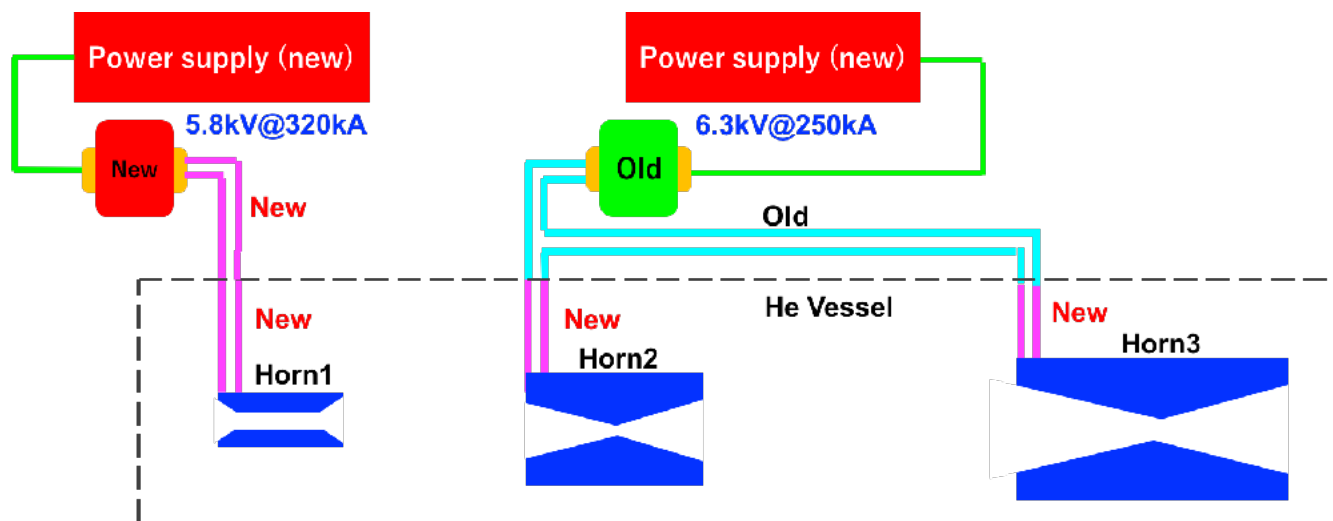 Power supply (new)
Power supply (new)
5.8kV@320kA
6.3kV@250kA
New
Old
New
Old
He Vessel
New
New
New
Horn1
Horn2
Horn3